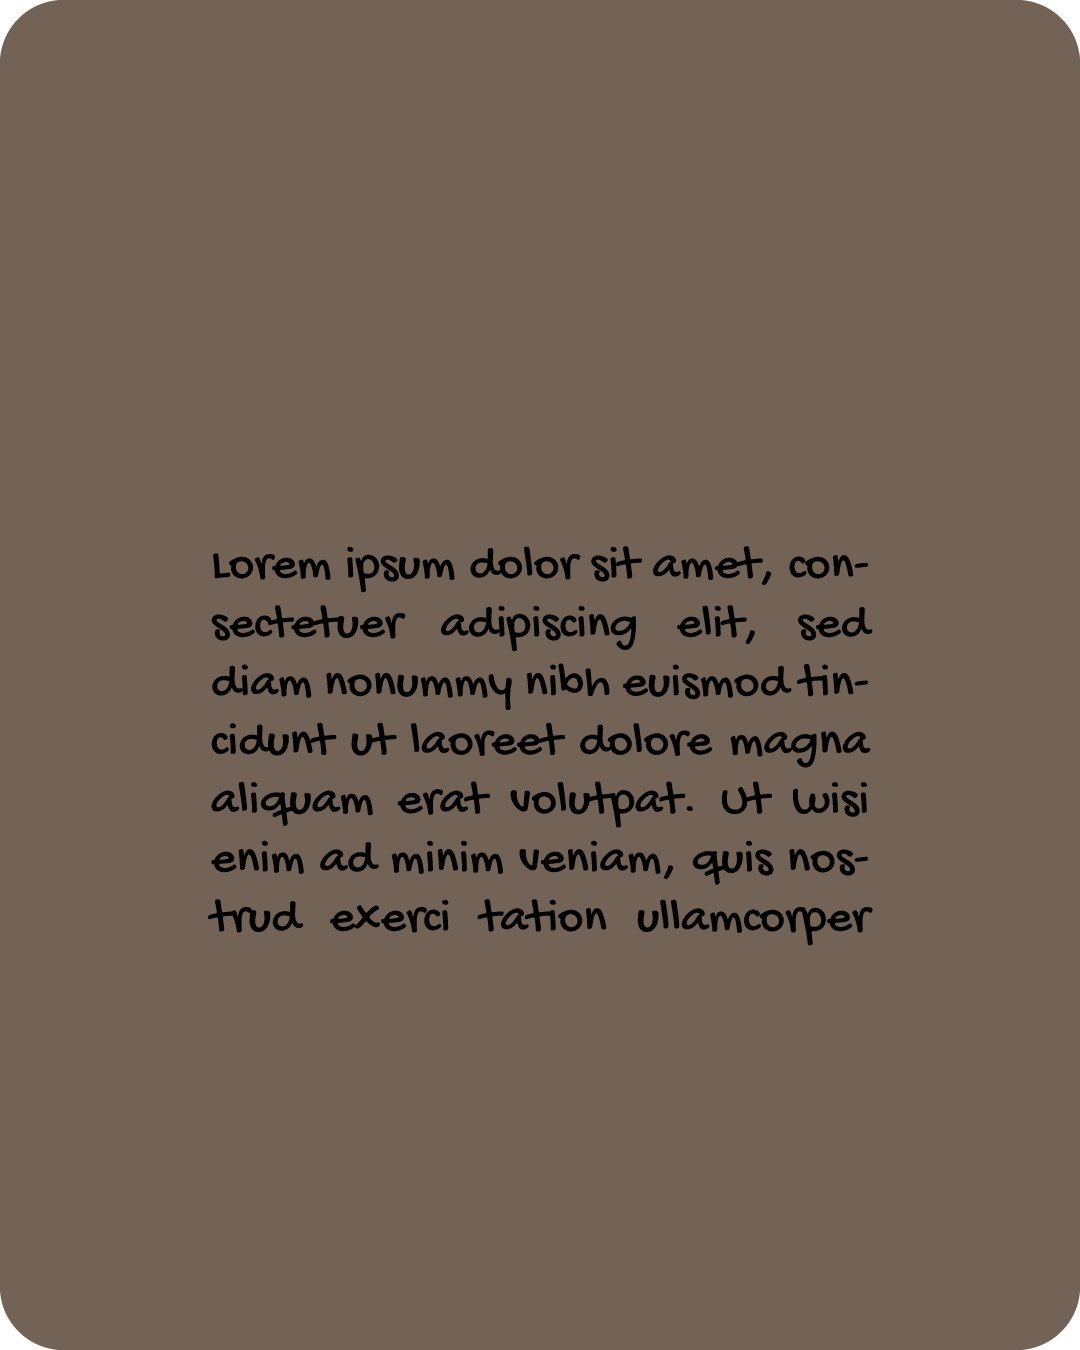 Lorem ipsum dolor sit amet, con-
sectetuer adipiscing elit, sed
diam nonummy nibh euismod tin-
cidunt ut laoreet dolore magna
aliquam erat volutpat. Ut wisi
enim ad minim veniam, quis nos-
trud exerci tation ullamcorper